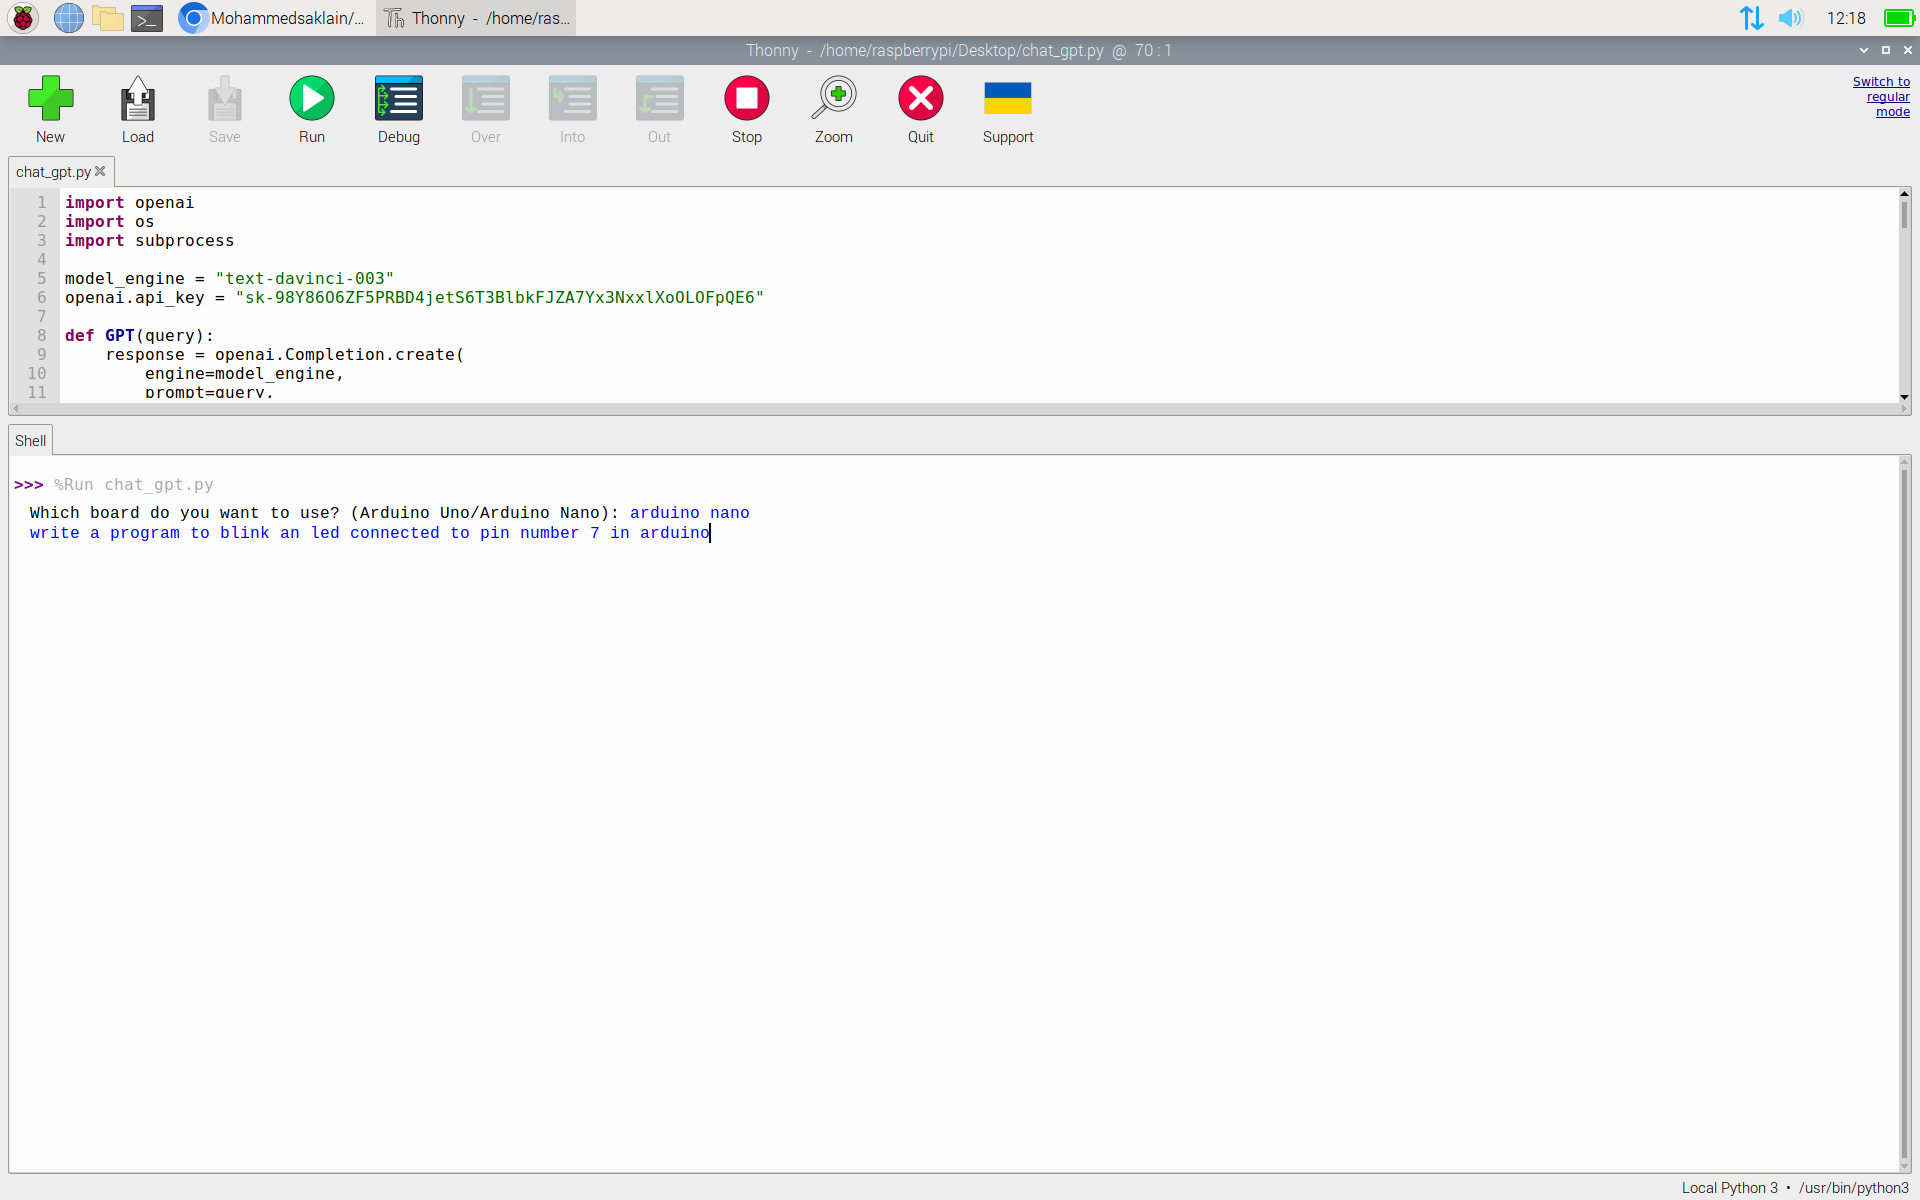 Mohammedsaklain/... Thonny - /home/ras... 12:18
Thonny - /home/raspberrypi/Desktop/chat_gpt.py @ 70 : 1
New Load Save Run Debug Over Into Out Stop Zoom Quit Support
Switch to
regular
mode
chat_gpt.py
1 import openai
2 import os
3 import subprocess
4
5 model_engine = "text-davinci-003"
6 openai.api_key = "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"
7
8 def GPT(query):
9 response = openai.Completion.create(
10 engine=model_engine,
11 prompt=query,
Shell
>>> %Run chat_gpt.py
Which board do you want to use? (Arduino Uno/Arduino Nano): arduino nano
write a program to blink an led connected to pin number 7 in arduino
Local Python 3 • /usr/bin/python3